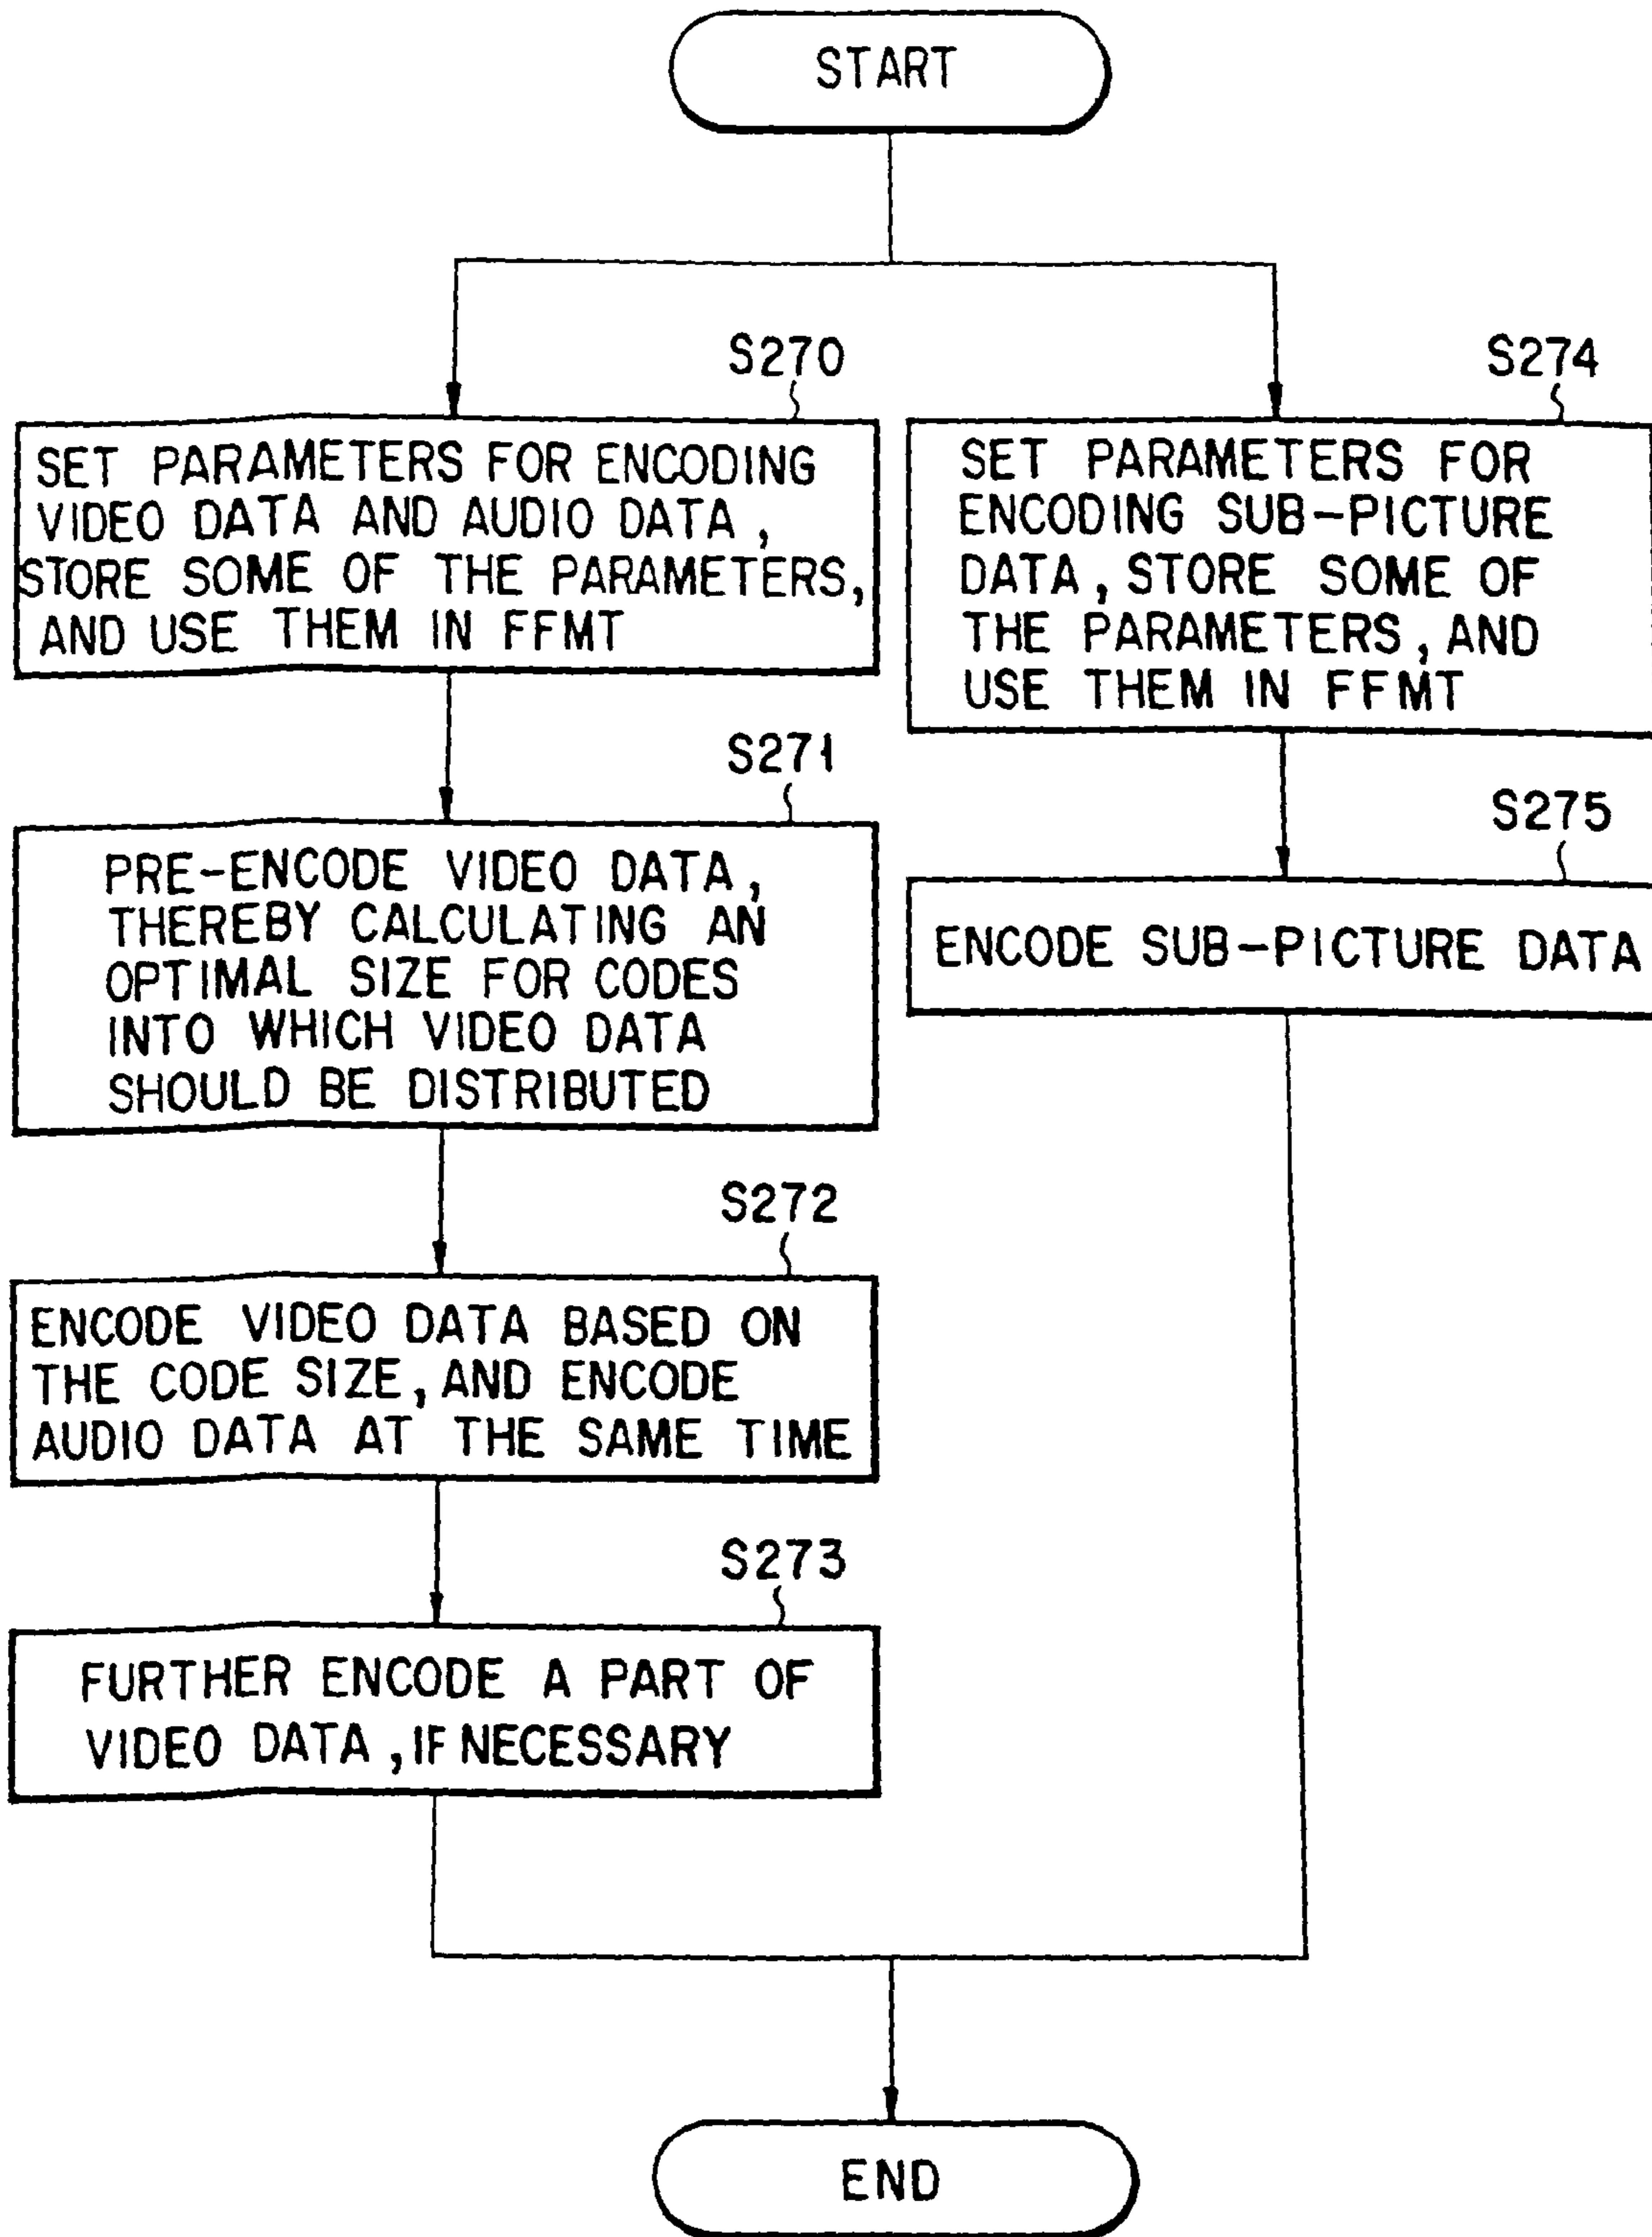 START
S270
SET PARAMETERS FOR ENCODING
VIDEO DATA AND AUDIO DATA,
STORE SOME OF THE PARAMETERS,
AND USE THEM IN FFMT
S271
PRE-ENCODE VIDEO DATA,
THEREBY CALCULATING AN
OPTIMAL SIZE FOR CODES
INTO WHICH VIDEO DATA
SHOULD BE DISTRIBUTED
S272
ENCODE VIDEO DATA BASED ON
THE CODE SIZE, AND ENCODE
AUDIO DATA AT THE SAME TIME
S273
FURTHER ENCODE A PART OF
VIDEO DATA, IF NECESSARY
S274
SET PARAMETERS FOR
ENCODING SUB-PICTURE
DATA, STORE SOME OF
THE PARAMETERS, AND
USE THEM IN FFMT
S275
ENCODE SUB-PICTURE DATA
END